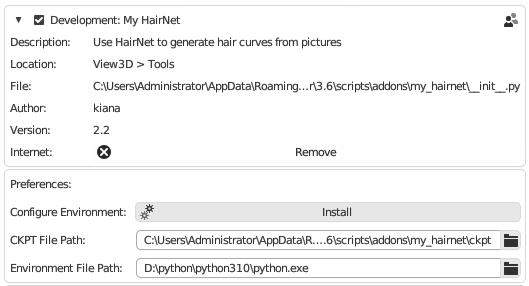 Development: My HairNet
Description: Use HairNet to generate hair curves from pictures
Location: View3D > Tools
File: C:\Users\Administrator\AppData\Roaming...r\3.6\scripts\addons\my_hairnet\__init__.py
Author: kiana
Version: 2.2
Internet: Remove
Preferences:
Configure Environment: Install
CKPT File Path: C:\Users\Administrator\AppData\R....6\scripts\addons\my_hairnet\ckpt
Environment File Path: D:\python\python310\python.exe